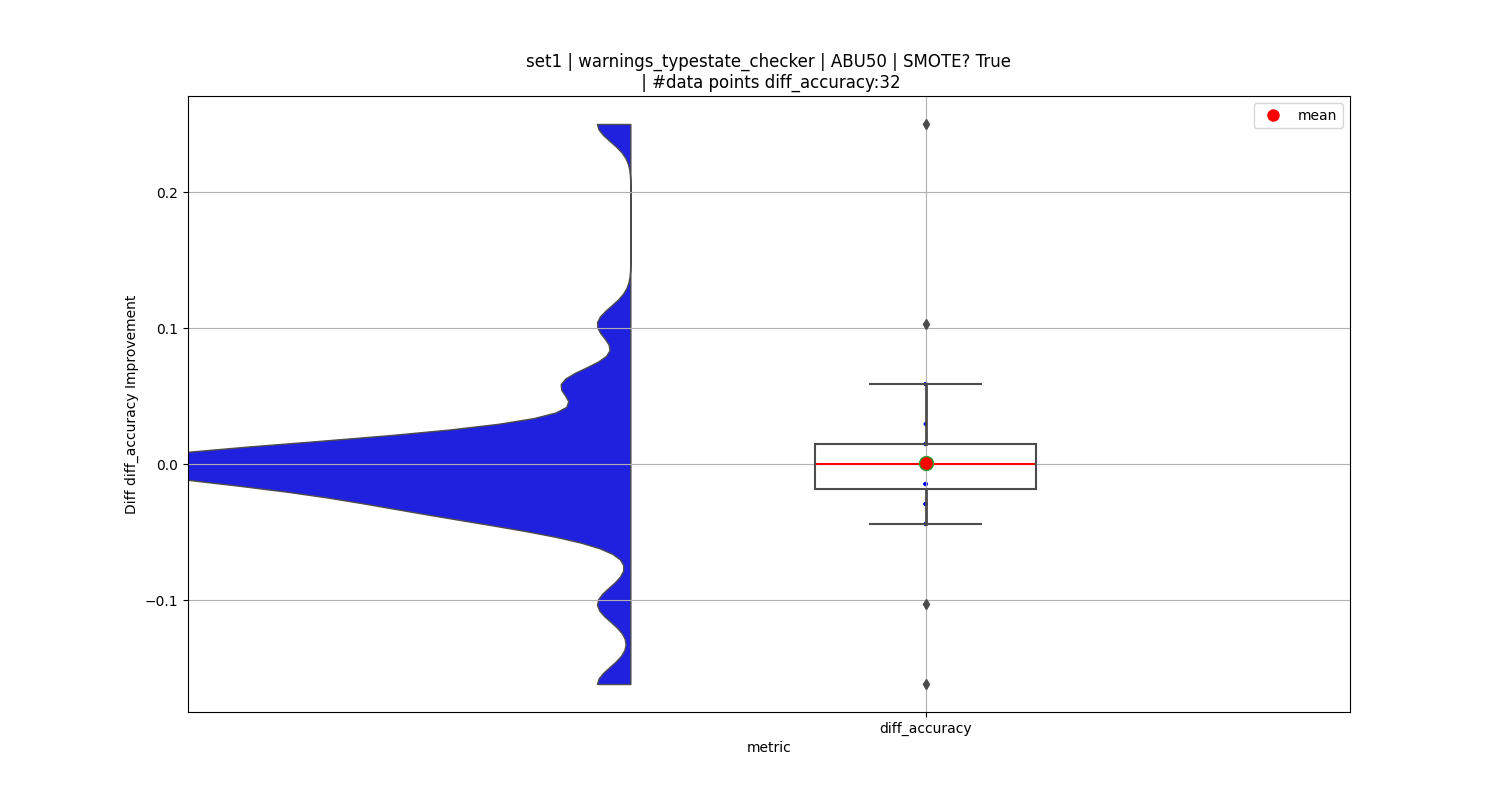 set1 | warnings_typestate_checker | ABU50 | SMOTE? True
| #data points diff_accuracy:32
mean
0.2
0.1
0.0
−0.1
Diff diff_accuracy Improvement
diff_accuracy
metric